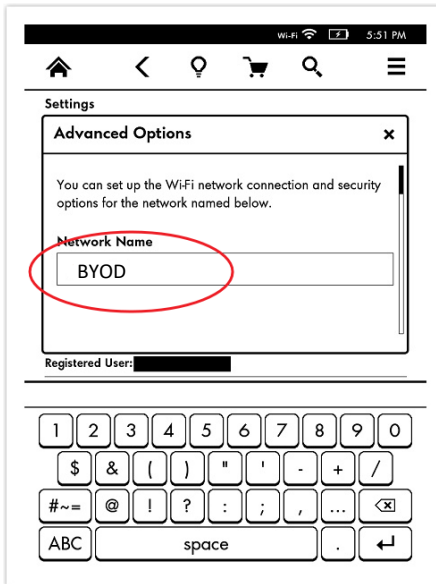 Wi-Fi 5:51 PM
Settings
Advanced Options ×
You can set up the WiFi network connection and security
options for the network named below.
Network Name
BYOD
Registered User:
1 2 3 4 5 6 7 8 9 0
$ & ( ) " ' - + /
#~= @ ! ? : ; , ...
ABC space .